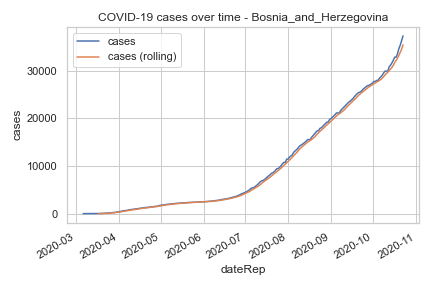 COVID-19 cases over time - Bosnia_and_Herzegovina
cases
cases (rolling)
cases
30000
20000
10000
0
2020-03
2020-04
2020-05
2020-06
2020-07
2020-08
2020-09
2020-10
2020-11
dateRep